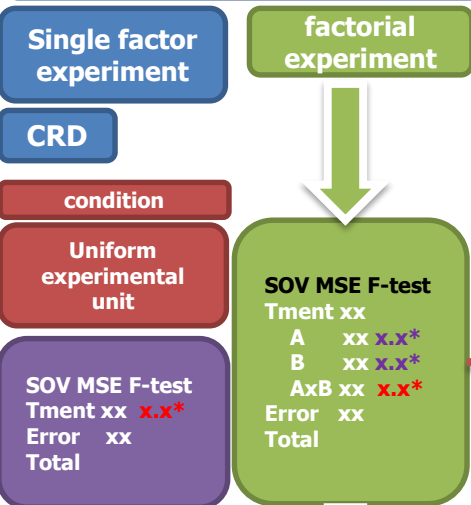 Single factor
experiment
CRD
condition
Uniform
experimental
unit
SOV MSE F-test
Tment xx x.x*
Error xx
Total
factorial
experiment
SOV MSE F-test
Tment xx
A xx x.x*
B xx x.x*
AxB xx x.x*
Error xx
Total